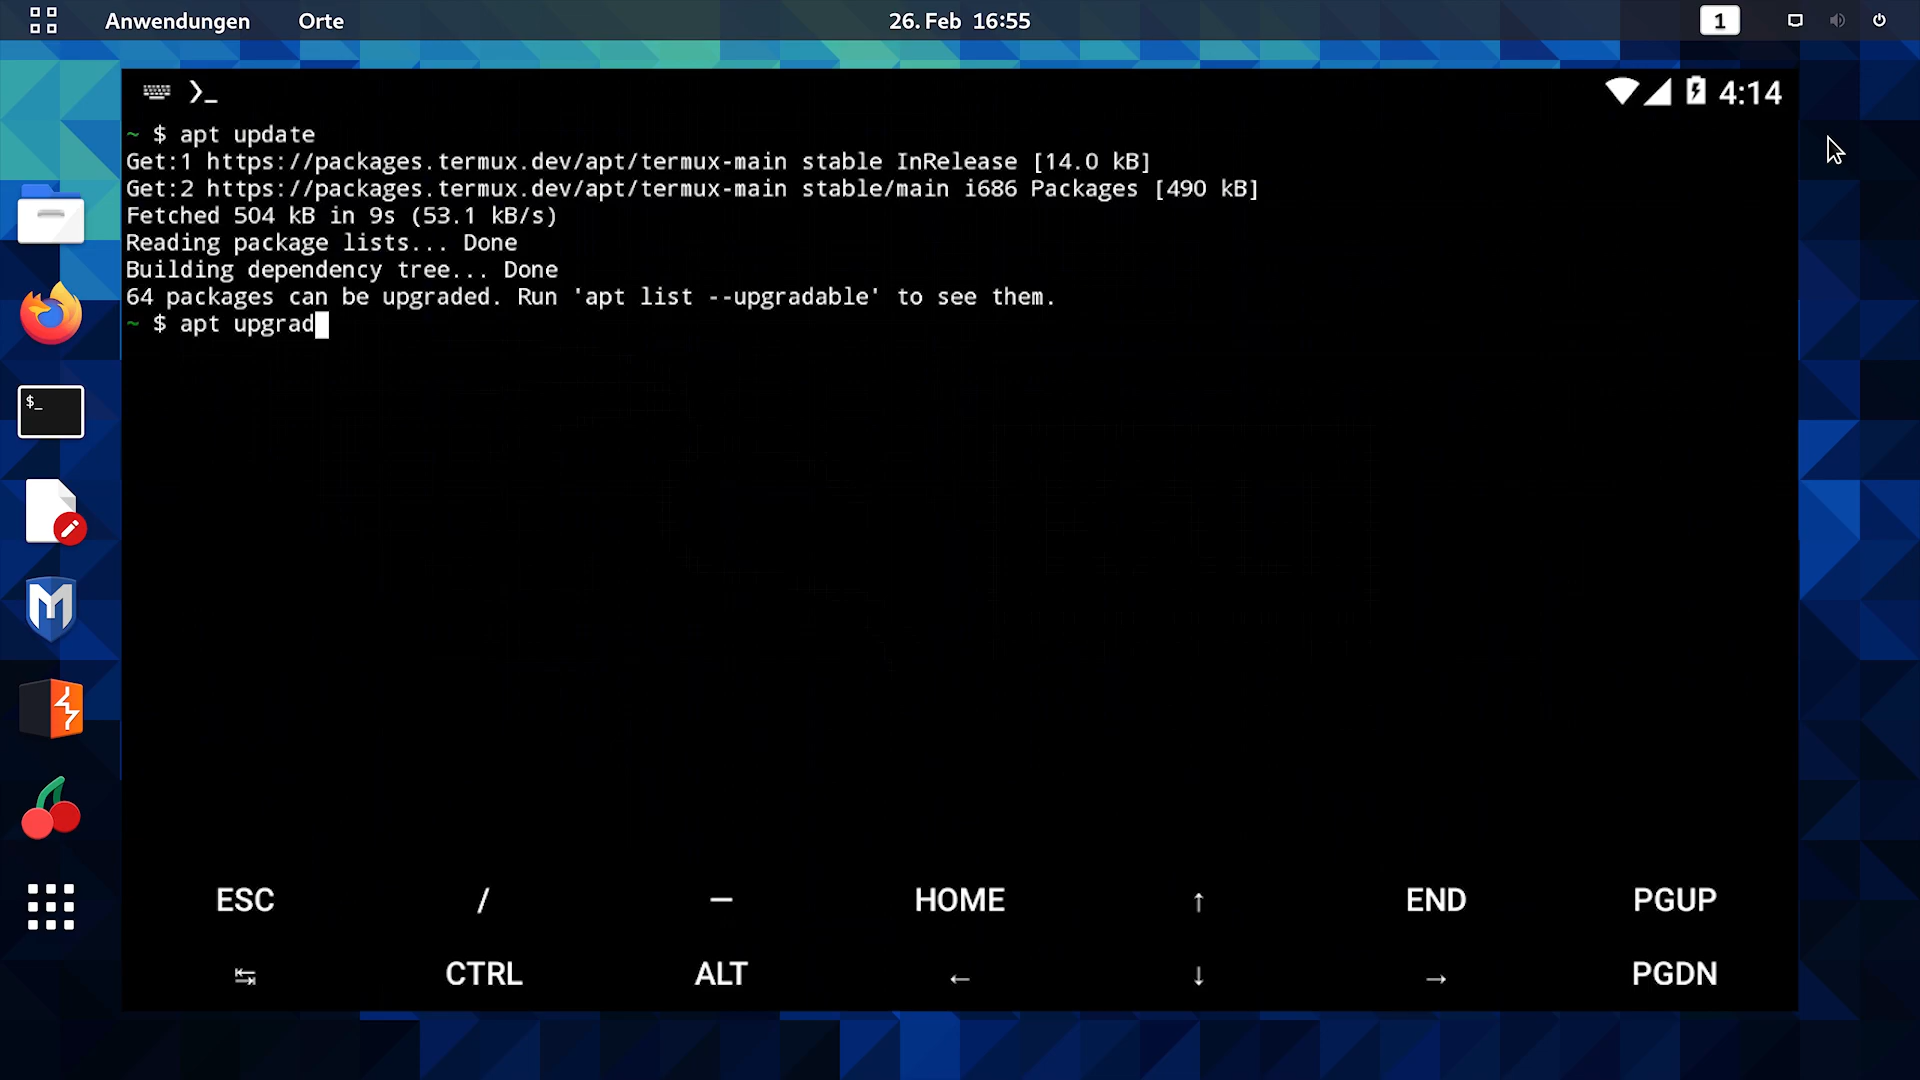 Anwendungen Orte 26. Feb 16:55 1
❯_ 4:14
~ $ apt update
Get:1 https://packages.termux.dev/apt/termux-main stable InRelease [14.0 kB]
Get:2 https://packages.termux.dev/apt/termux-main stable/main i686 Packages [490 kB]
Fetched 504 kB in 9s (53.1 kB/s)
Reading package lists... Done
Building dependency tree... Done
64 packages can be upgraded. Run 'apt list --upgradable' to see them.
~ $ apt upgrad
$_
M
ESC / — HOME ↑ END PGUP
↹ CTRL ALT ← ↓ → PGDN